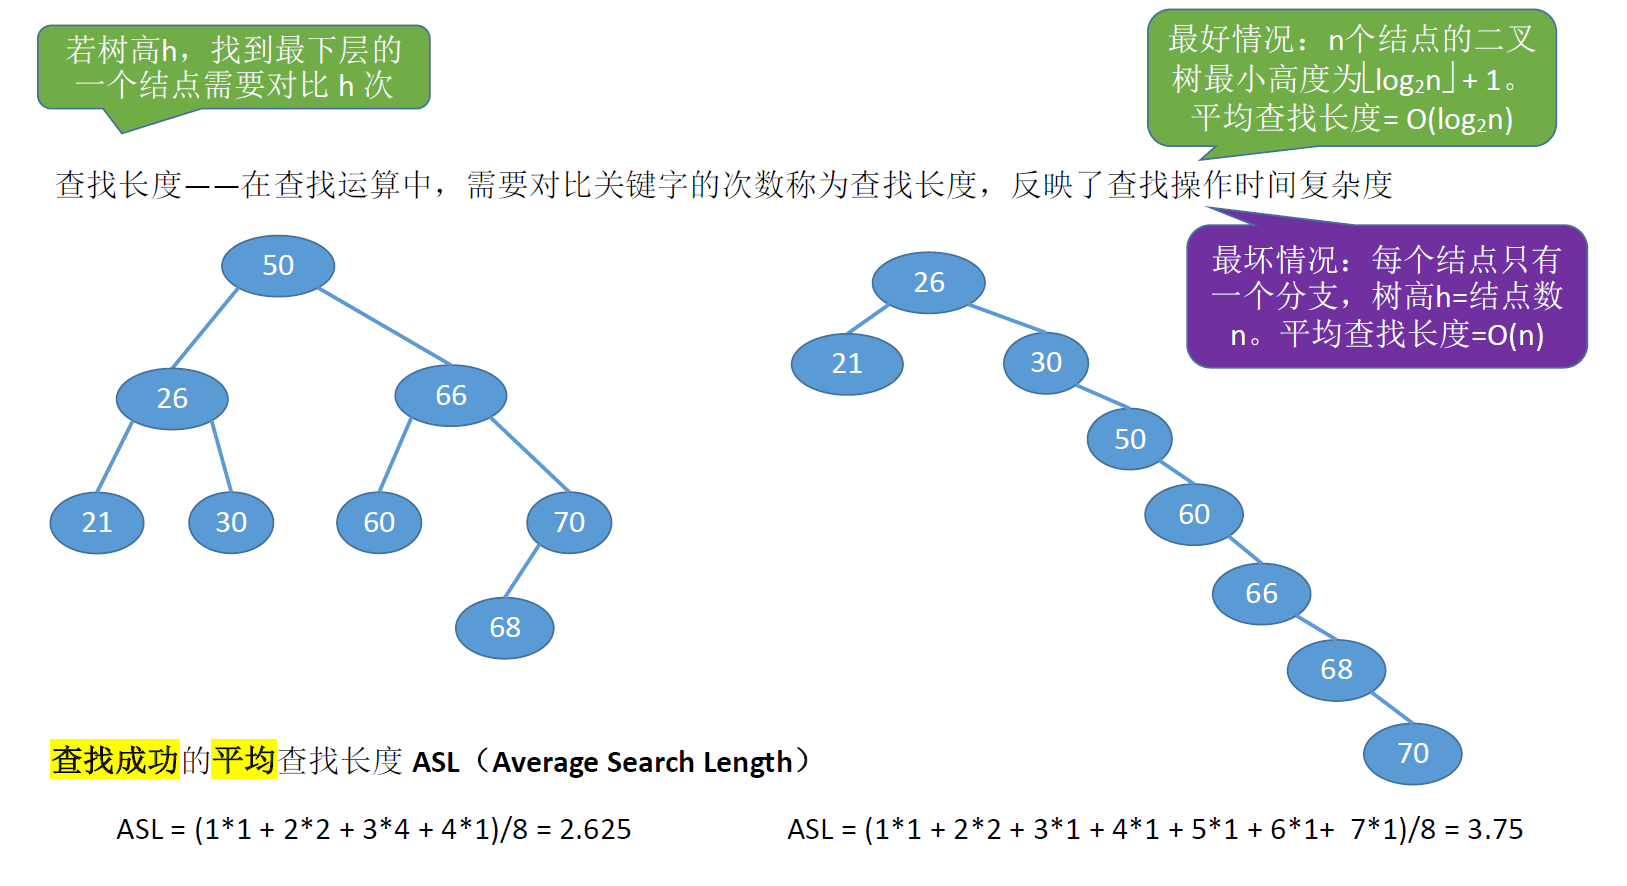 若树高h，找到最下层的
一个结点需要对比 h 次
最好情况：n个结点的二叉
树最小高度为⌊log₂n⌋ + 1。
平均查找长度= O(log₂n)
查找长度——在查找运算中，需要对比关键字的次数称为查找长度，反映了查找操作时间复杂度
最坏情况：每个结点只有
一个分支，树高h=结点数
n。平均查找长度=O(n)
50
26
66
21
30
60
70
68
26
21
30
50
60
66
68
70
查找成功的平均查找长度 ASL（Average Search Length）
ASL = (1*1 + 2*2 + 3*4 + 4*1)/8 = 2.625
ASL = (1*1 + 2*2 + 3*1 + 4*1 + 5*1 + 6*1+ 7*1)/8 = 3.75